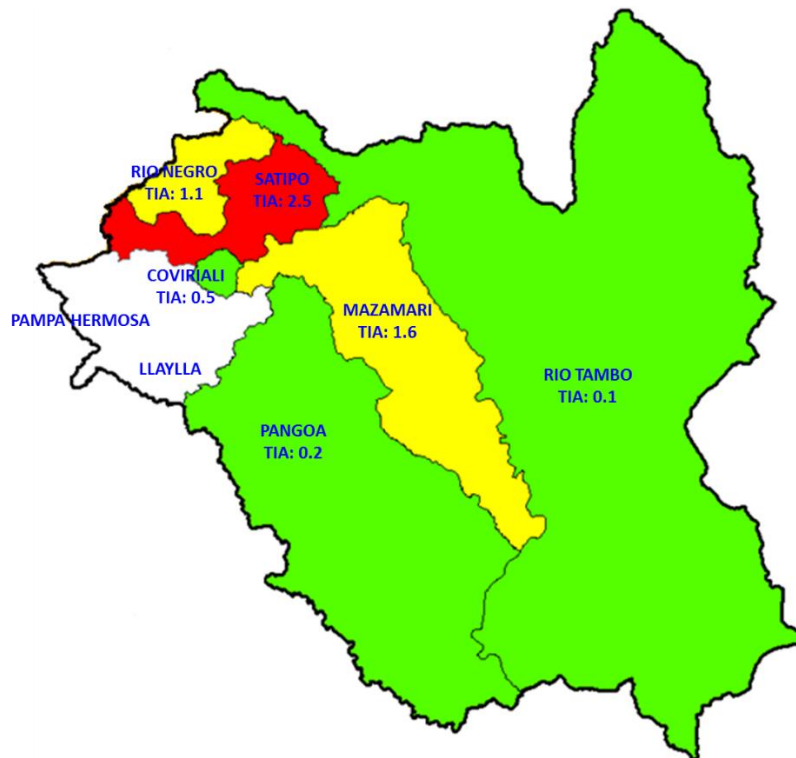 RIO NEGRO
TIA: 1.1
SATIPO
TIA: 2.5
COVIRIALI
TIA: 0.5
PAMPA HERMOSA
MAZAMARI
TIA: 1.6
LLAYLLA
RIO TAMBO
TIA: 0.1
PANGOA
TIA: 0.2